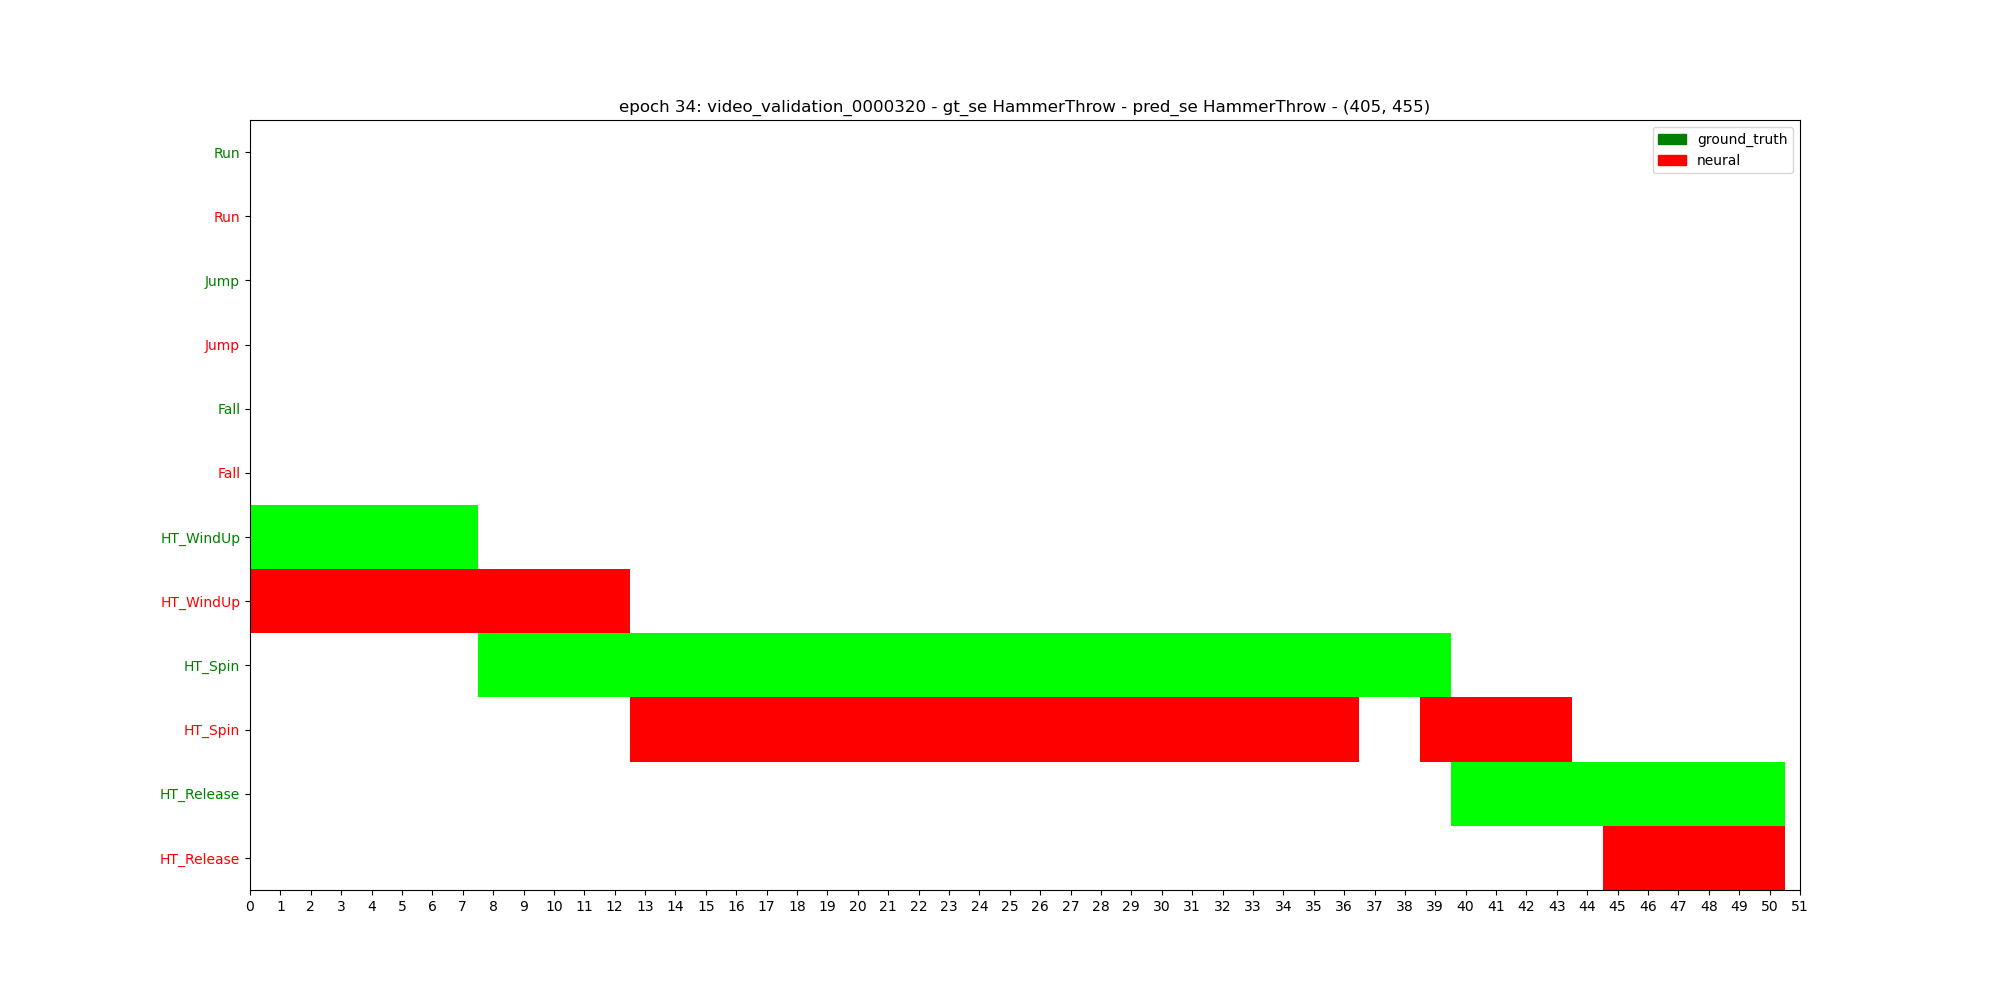 epoch 34: video_validation_0000320 - gt_se HammerThrow - pred_se HammerThrow - (405, 455)
ground_truth
neural
Run
Run
Jump
Jump
Fall
Fall
HT_WindUp
HT_WindUp
HT_Spin
HT_Spin
HT_Release
HT_Release
0 1 2 3 4 5 6 7 8 9 10 11 12 13 14 15 16 17 18 19 20 21 22 23 24 25 26 27 28 29 30 31 32 33 34 35 36 37 38 39 40 41 42 43 44 45 46 47 48 49 50 51